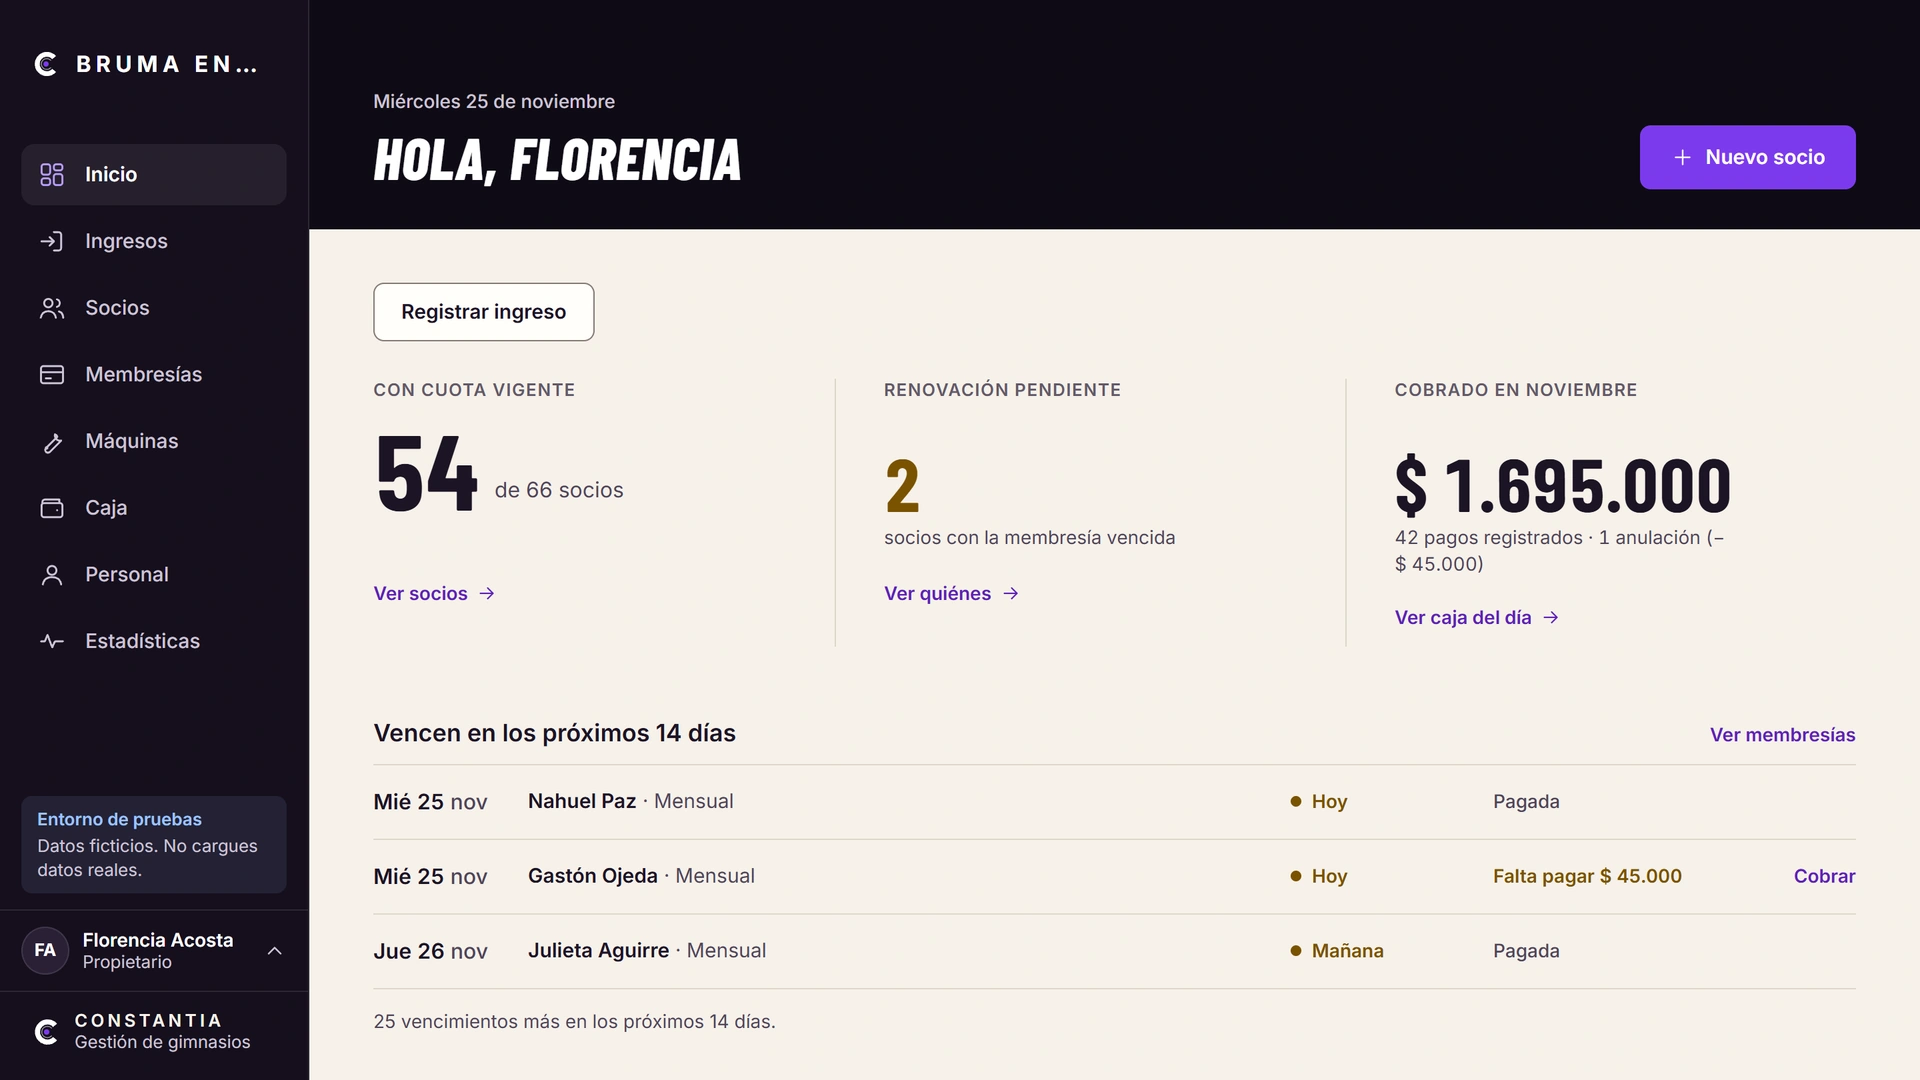 BRUMA EN...
Inicio
Ingresos
Socios
Membresías
Máquinas
Caja
Personal
Estadísticas
Entorno de pruebas
Datos ficticios. No cargues
datos reales.
FA
Florencia Acosta
Propietario
CONSTANTIA
Gestión de gimnasios
Miércoles 25 de noviembre
HOLA, FLORENCIA
+ Nuevo socio
Registrar ingreso
CON CUOTA VIGENTE
54 de 66 socios
Ver socios →
RENOVACIÓN PENDIENTE
2
socios con la membresía vencida
Ver quiénes →
COBRADO EN NOVIEMBRE
$ 1.695.000
42 pagos registrados · 1 anulación (−
$ 45.000)
Ver caja del día →
Vencen en los próximos 14 días
Ver membresías
Mié 25 nov Nahuel Paz · Mensual Hoy Pagada
Mié 25 nov Gastón Ojeda · Mensual Hoy Falta pagar $ 45.000 Cobrar
Jue 26 nov Julieta Aguirre · Mensual Mañana Pagada
25 vencimientos más en los próximos 14 días.